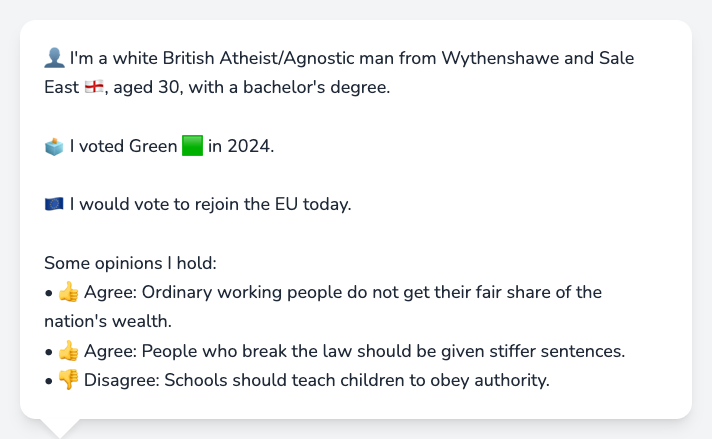 👤 I'm a white British Atheist/Agnostic man from Wythenshawe and Sale
East 🏴󠁧󠁢󠁥󠁮󠁧󠁿, aged 30, with a bachelor's degree.
🗳️ I voted Green 🟩 in 2024.
🇪🇺 I would vote to rejoin the EU today.
Some opinions I hold:
• 👍 Agree: Ordinary working people do not get their fair share of the
nation's wealth.
• 👍 Agree: People who break the law should be given stiffer sentences.
• 👎 Disagree: Schools should teach children to obey authority.